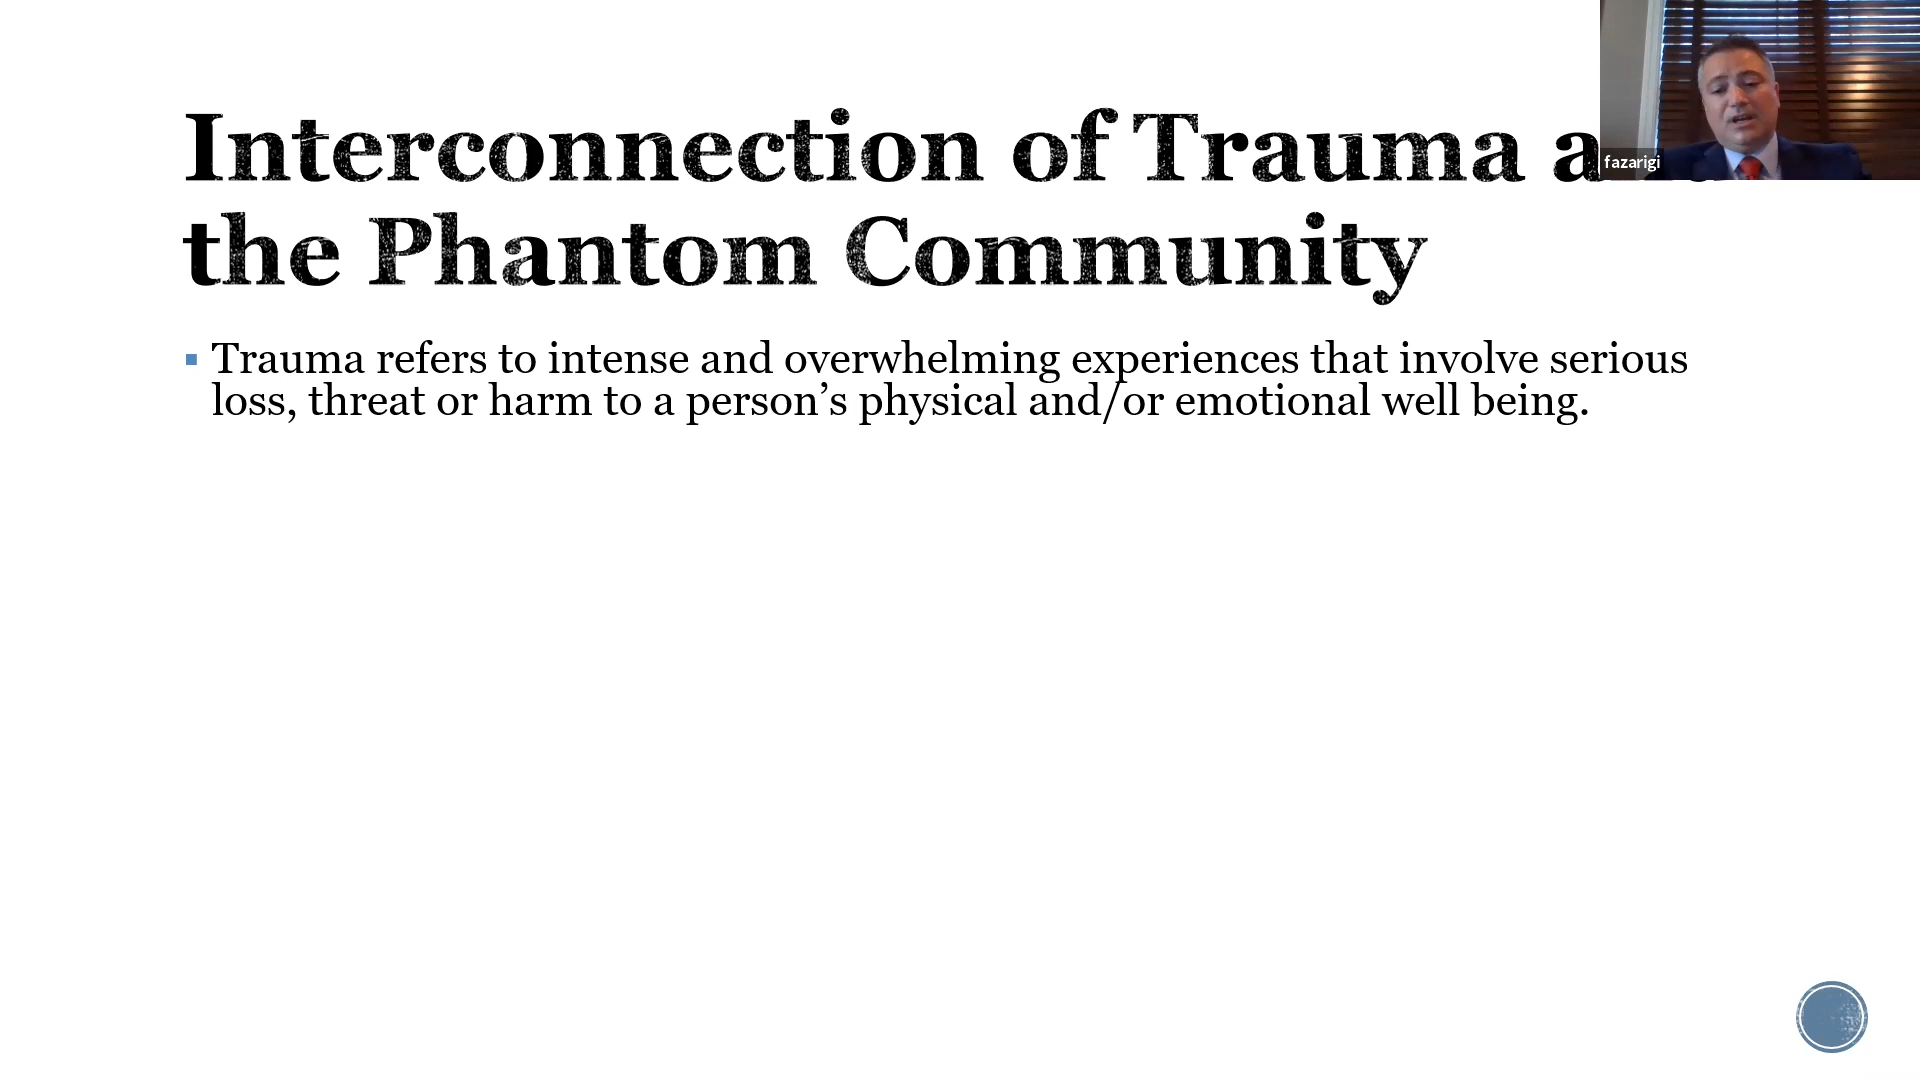 Interconnection of Trauma
the Phantom Community
Trauma refers to intense and overwhelming experiences that involve serious
loss, threat or harm to a person’s physical and/or emotional well being.
fazarigi